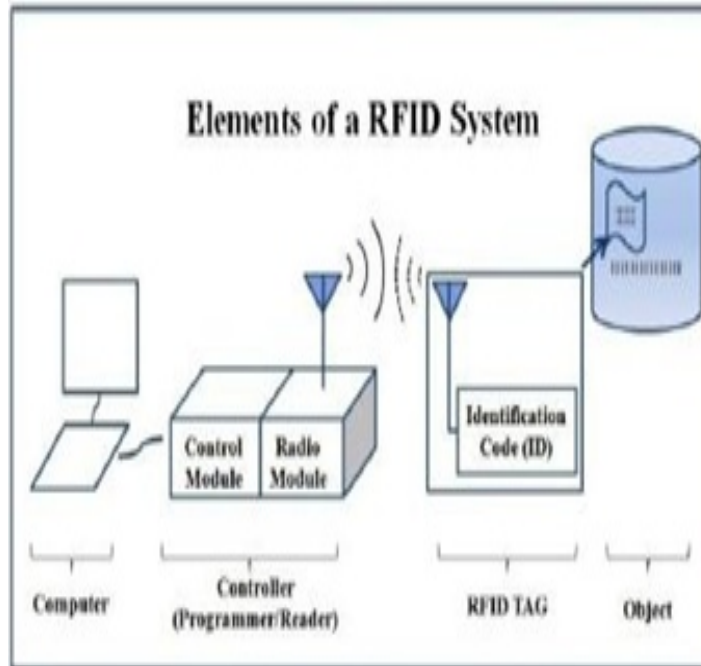 Elements of a RFID System
Control
Module
Radio
Module
Identification
Code (ID)
Computer
Controller
(Programmer/Reader)
RFID TAG
Object